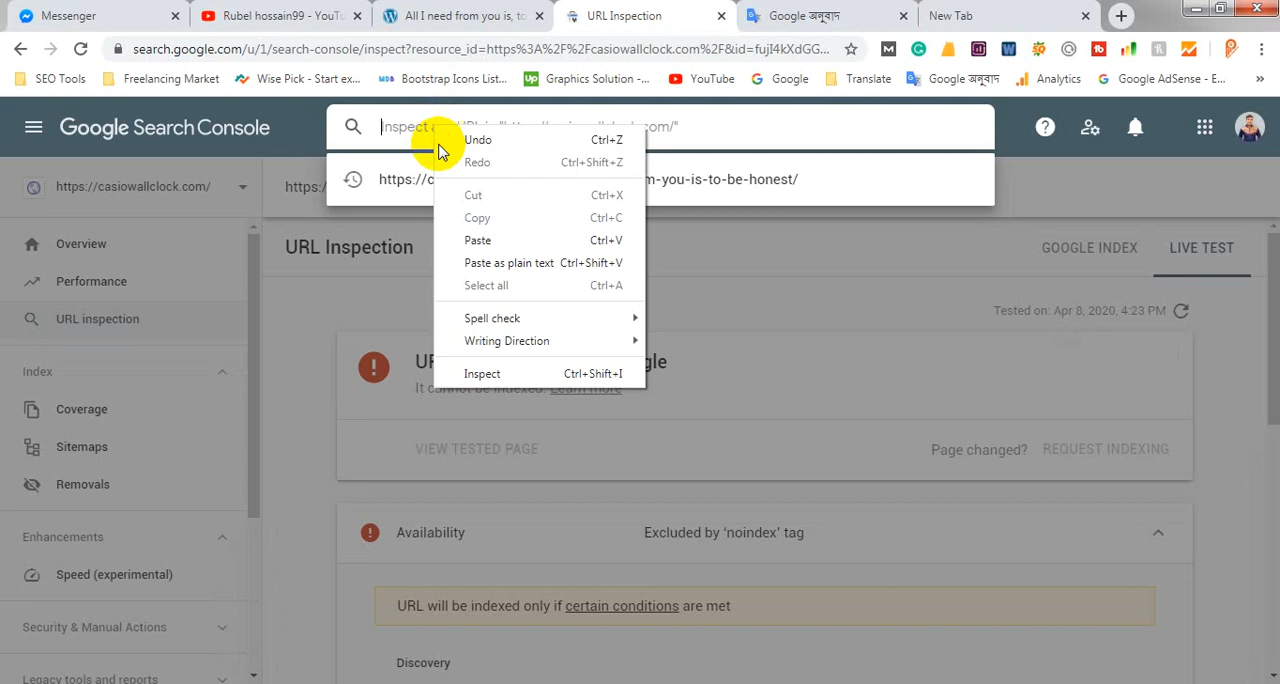 Messenger
Rubel hossain99 - YouTu
All I need from you is, to
URL Inspection
Google অনুবাদ
New Tab
search.google.com/u/1/search-console/inspect?resource_id=https%3A%2F%2Fcasiowallclock.com%2F&id=fujI4kXdGG...
SEO Tools
Freelancing Market
Wise Pick - Start ex...
Bootstrap Icons List...
Graphics Solution -...
YouTube
Google
Translate
Google অনুবাদ
Analytics
Google AdSense - E...
Google Search Console
Inspect
com/"
https://c
m-you-is-to-be-honest/
Undo Ctrl+Z
Redo Ctrl+Shift+Z
Cut Ctrl+X
Copy Ctrl+C
Paste Ctrl+V
Paste as plain text Ctrl+Shift+V
Select all Ctrl+A
Spell check
Writing Direction
Inspect Ctrl+Shift+I
https://casiowallclock.com/
https:/
Overview
Performance
URL inspection
Index
Coverage
Sitemaps
Removals
Enhancements
Speed (experimental)
Security & Manual Actions
Legacy tools and reports
URL Inspection
GOOGLE INDEX
LIVE TEST
Tested on: Apr 8, 2020, 4:23 PM
It cannot be indexed. Learn more
VIEW TESTED PAGE
Page changed?
REQUEST INDEXING
Availability
Excluded by 'noindex' tag
URL will be indexed only if certain conditions are met
Discovery